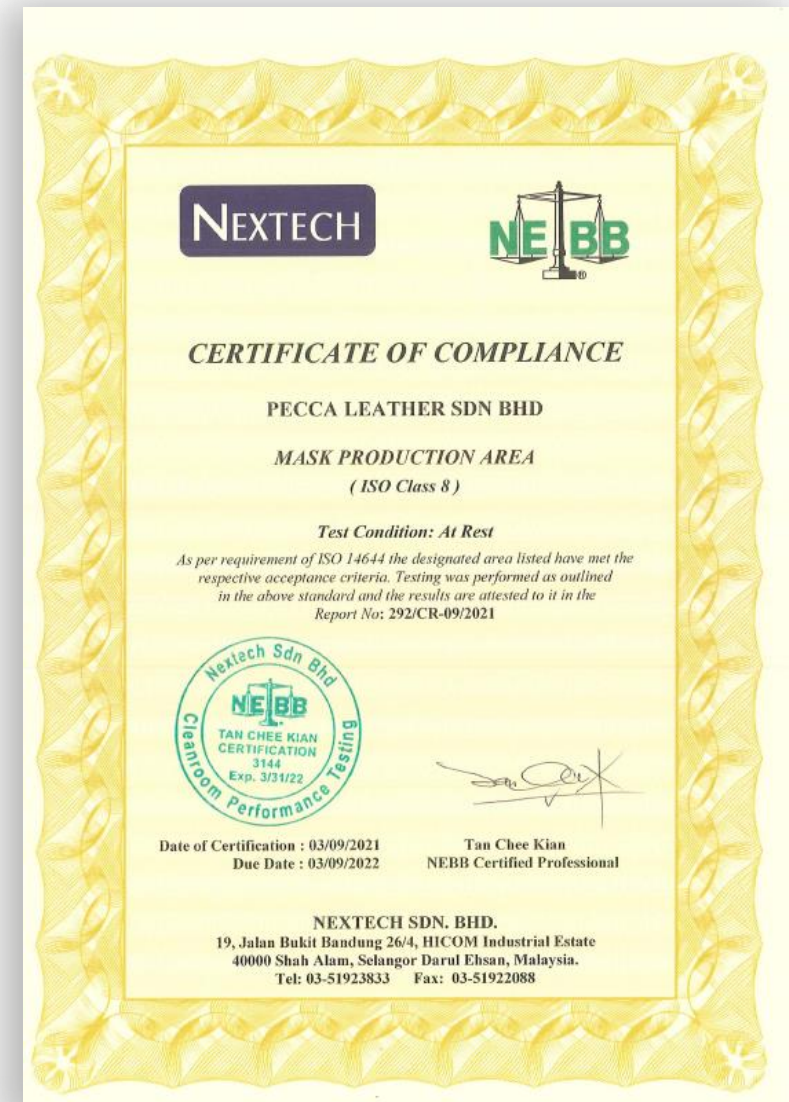 NEXTECH
NEBB®
CERTIFICATE OF COMPLIANCE
PECCA LEATHER SDN BHD
MASK PRODUCTION AREA
( ISO Class 8 )
Test Condition: At Rest
As per requirement of ISO 14644 the designated area listed have met the
respective acceptance criteria. Testing was performed as outlined
in the above standard and the results are attested to it in the
Report No: 292/CR-09/2021
Nextech Sdn Bhd
NEBB
TAN CHEE KIAN
CERTIFICATION
3144
Exp. 3/31/22
Cleanroom Performance Testing
Date of Certification : 03/09/2021
Due Date : 03/09/2022
Tan Chee Kian
NEBB Certified Professional
NEXTECH SDN. BHD.
19, Jalan Bukit Bandung 26/4, HICOM Industrial Estate
40000 Shah Alam, Selangor Darul Ehsan, Malaysia.
Tel: 03-51923833 Fax: 03-51922088